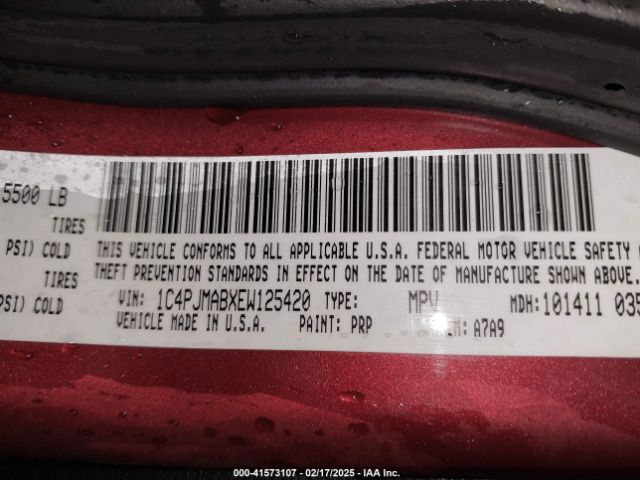 5500 LB
TIRES
PSI) COLD THIS VEHICLE CONFORMS TO ALL APPLICABLE U.S.A. FEDERAL MOTOR VEHICLE SAFETY
TIRES THEFT PREVENTION STANDARDS IN EFFECT ON THE DATE OF MANUFACTURE SHOWN ABOVE.
PSI) COLD VIN: 1C4PJMABXEW125420 TYPE: MPV MDH:101411 035
VEHICLE MADE IN U.S.A. PAINT: PRP A7A9
000-41573107 - 02/17/2025 - IAA Inc.